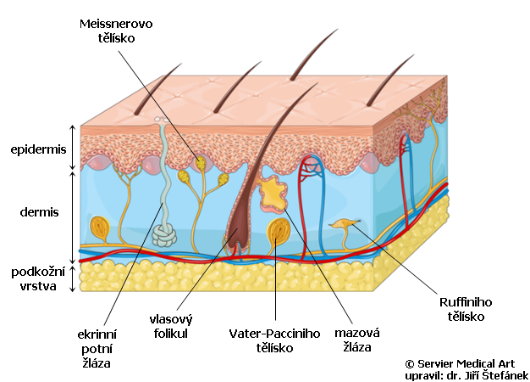 Meissnerovo
tělísko
epidermis
dermis
podkožní
vrstva
ekrinní
potní
žláza
vlasový
folikul
Vater-Pacciniho
tělísko
mazová
žláza
Ruffiniho
tělísko
© Servier Medical Art
upravil: dr. Jiří Štefánek